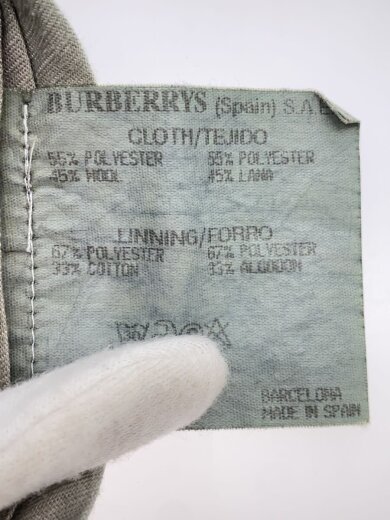 BURBERRYS (Spain) S.A.
CLOTH/TEJIDO
55% POLYESTER 55% POLYESTER
45% WOOL 45% LANA
LINNING/FORRO
67% POLYESTER 67% POLYESTER
33% COTTON 33% ALGODON
BARCELONA
MADE IN SPAIN